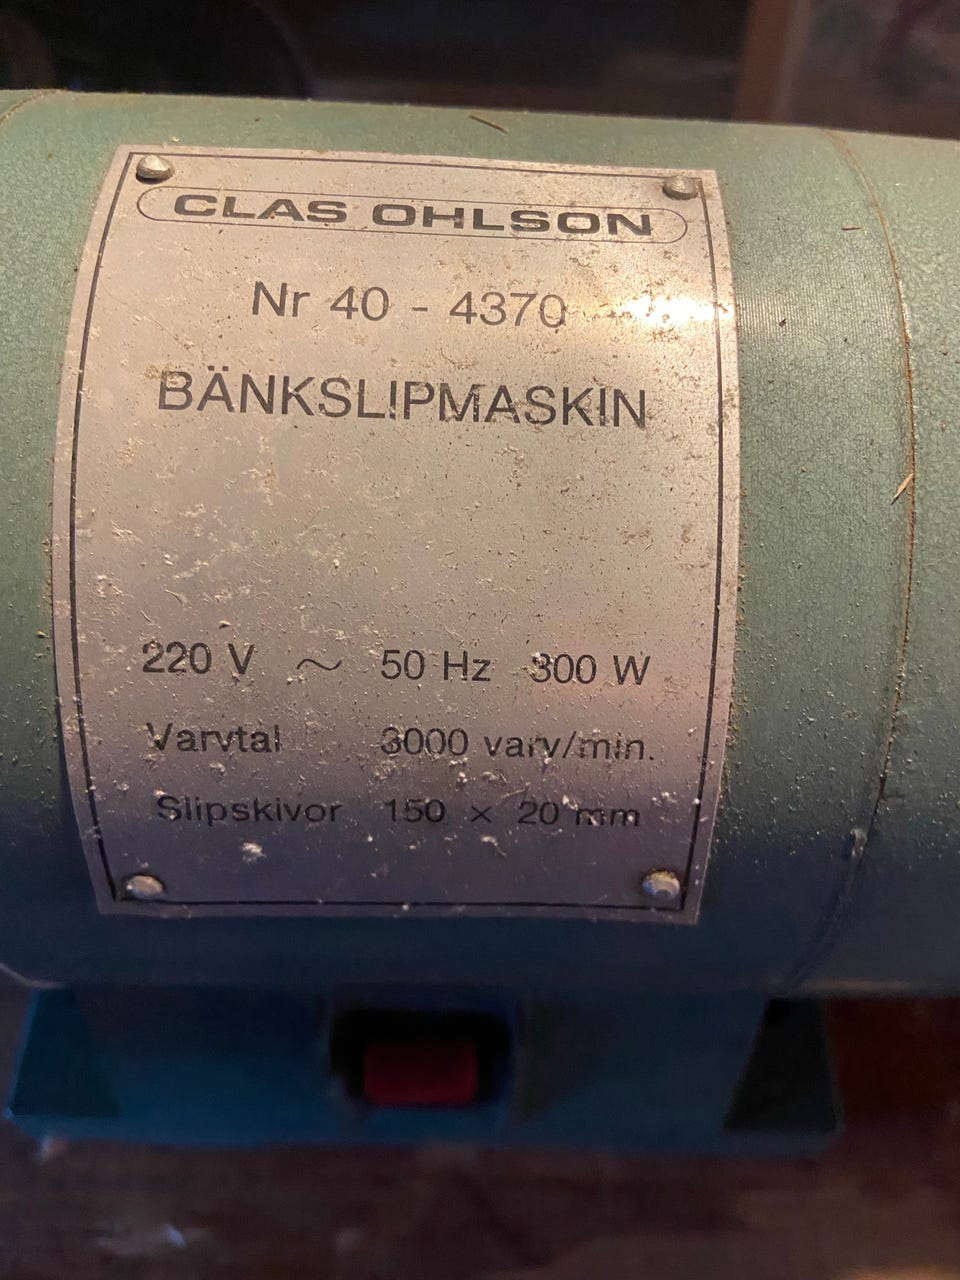 CLAS OHLSON
Nr 40 - 4370
BÄNKSLIPMASKIN
220 V ~ 50 Hz 300 W
Varvtal 3000 varv/min.
Slipskivor 150 × 20 mm